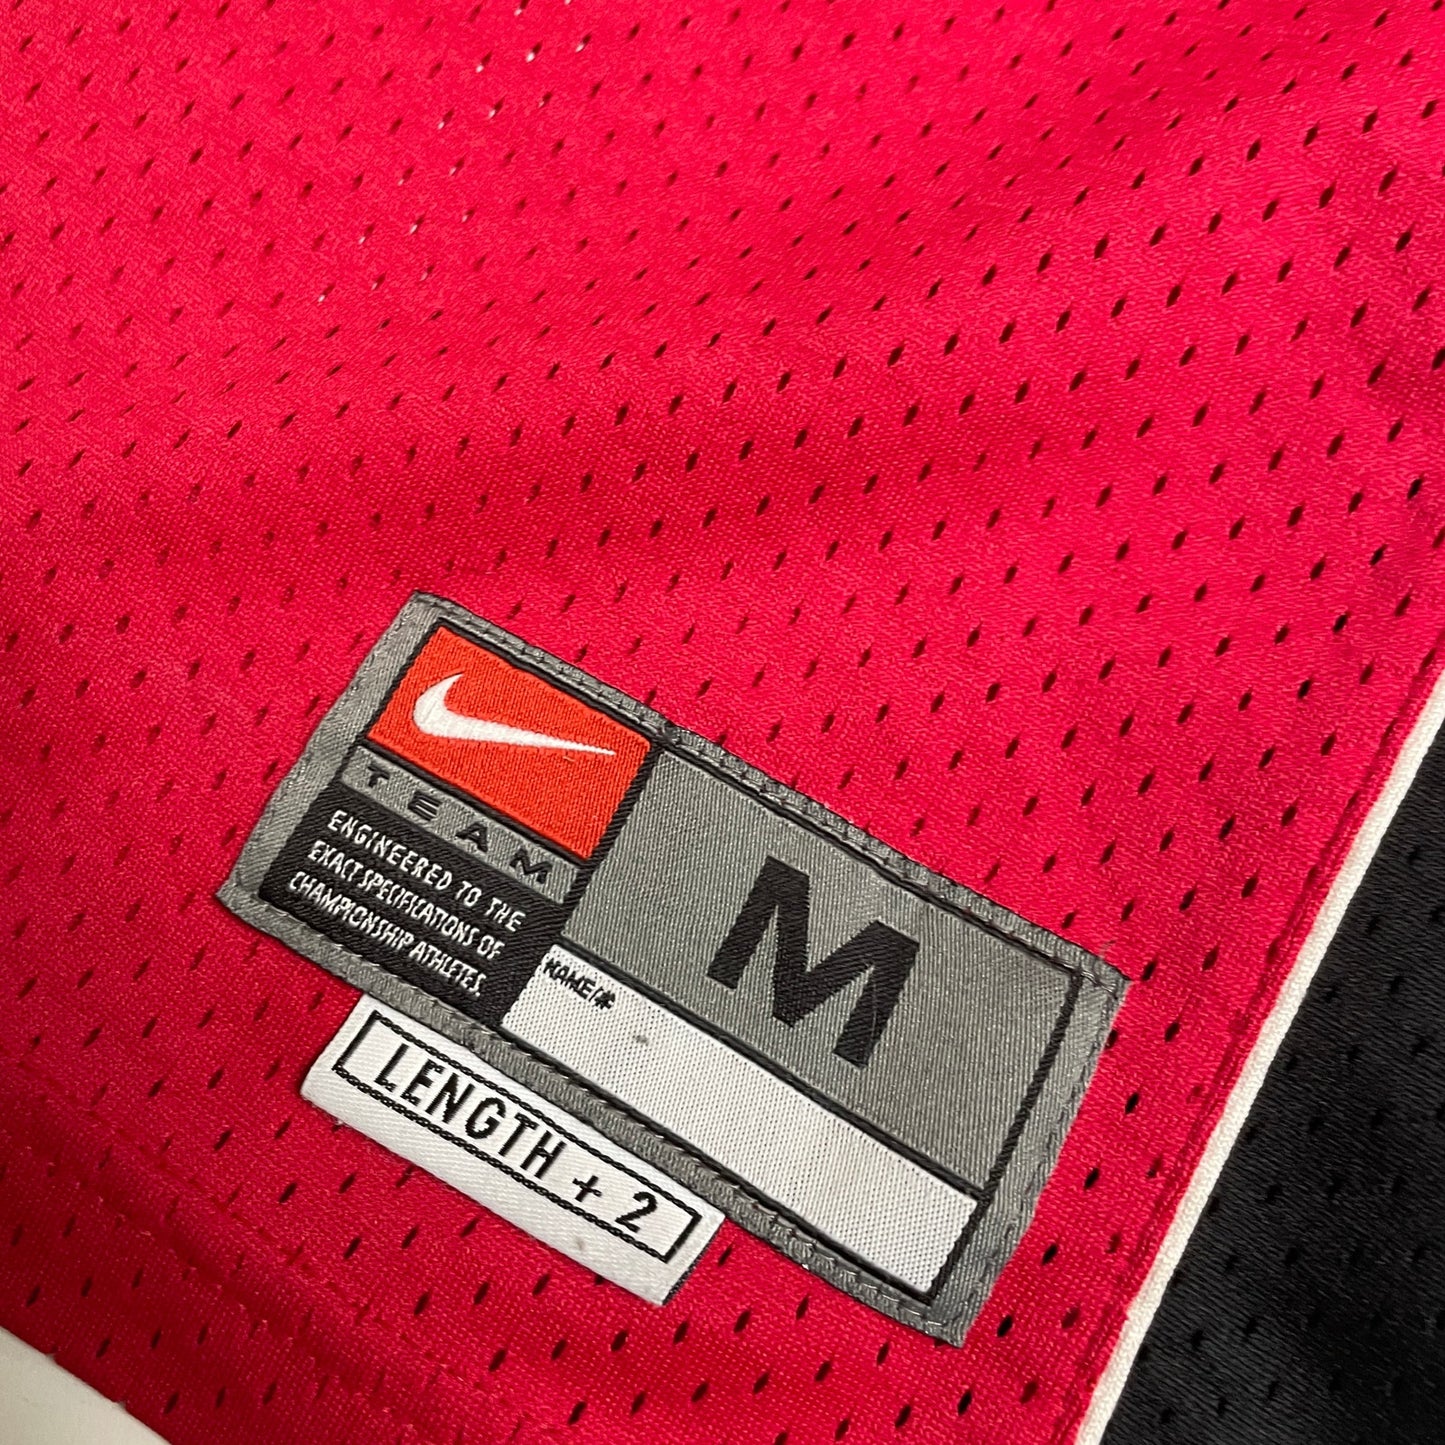 TEAM
ENGINEERED TO THE
EXACT SPECIFICATIONS OF
CHAMPIONSHIP ATHLETES.
M
NAME/#
LENGTH + 2